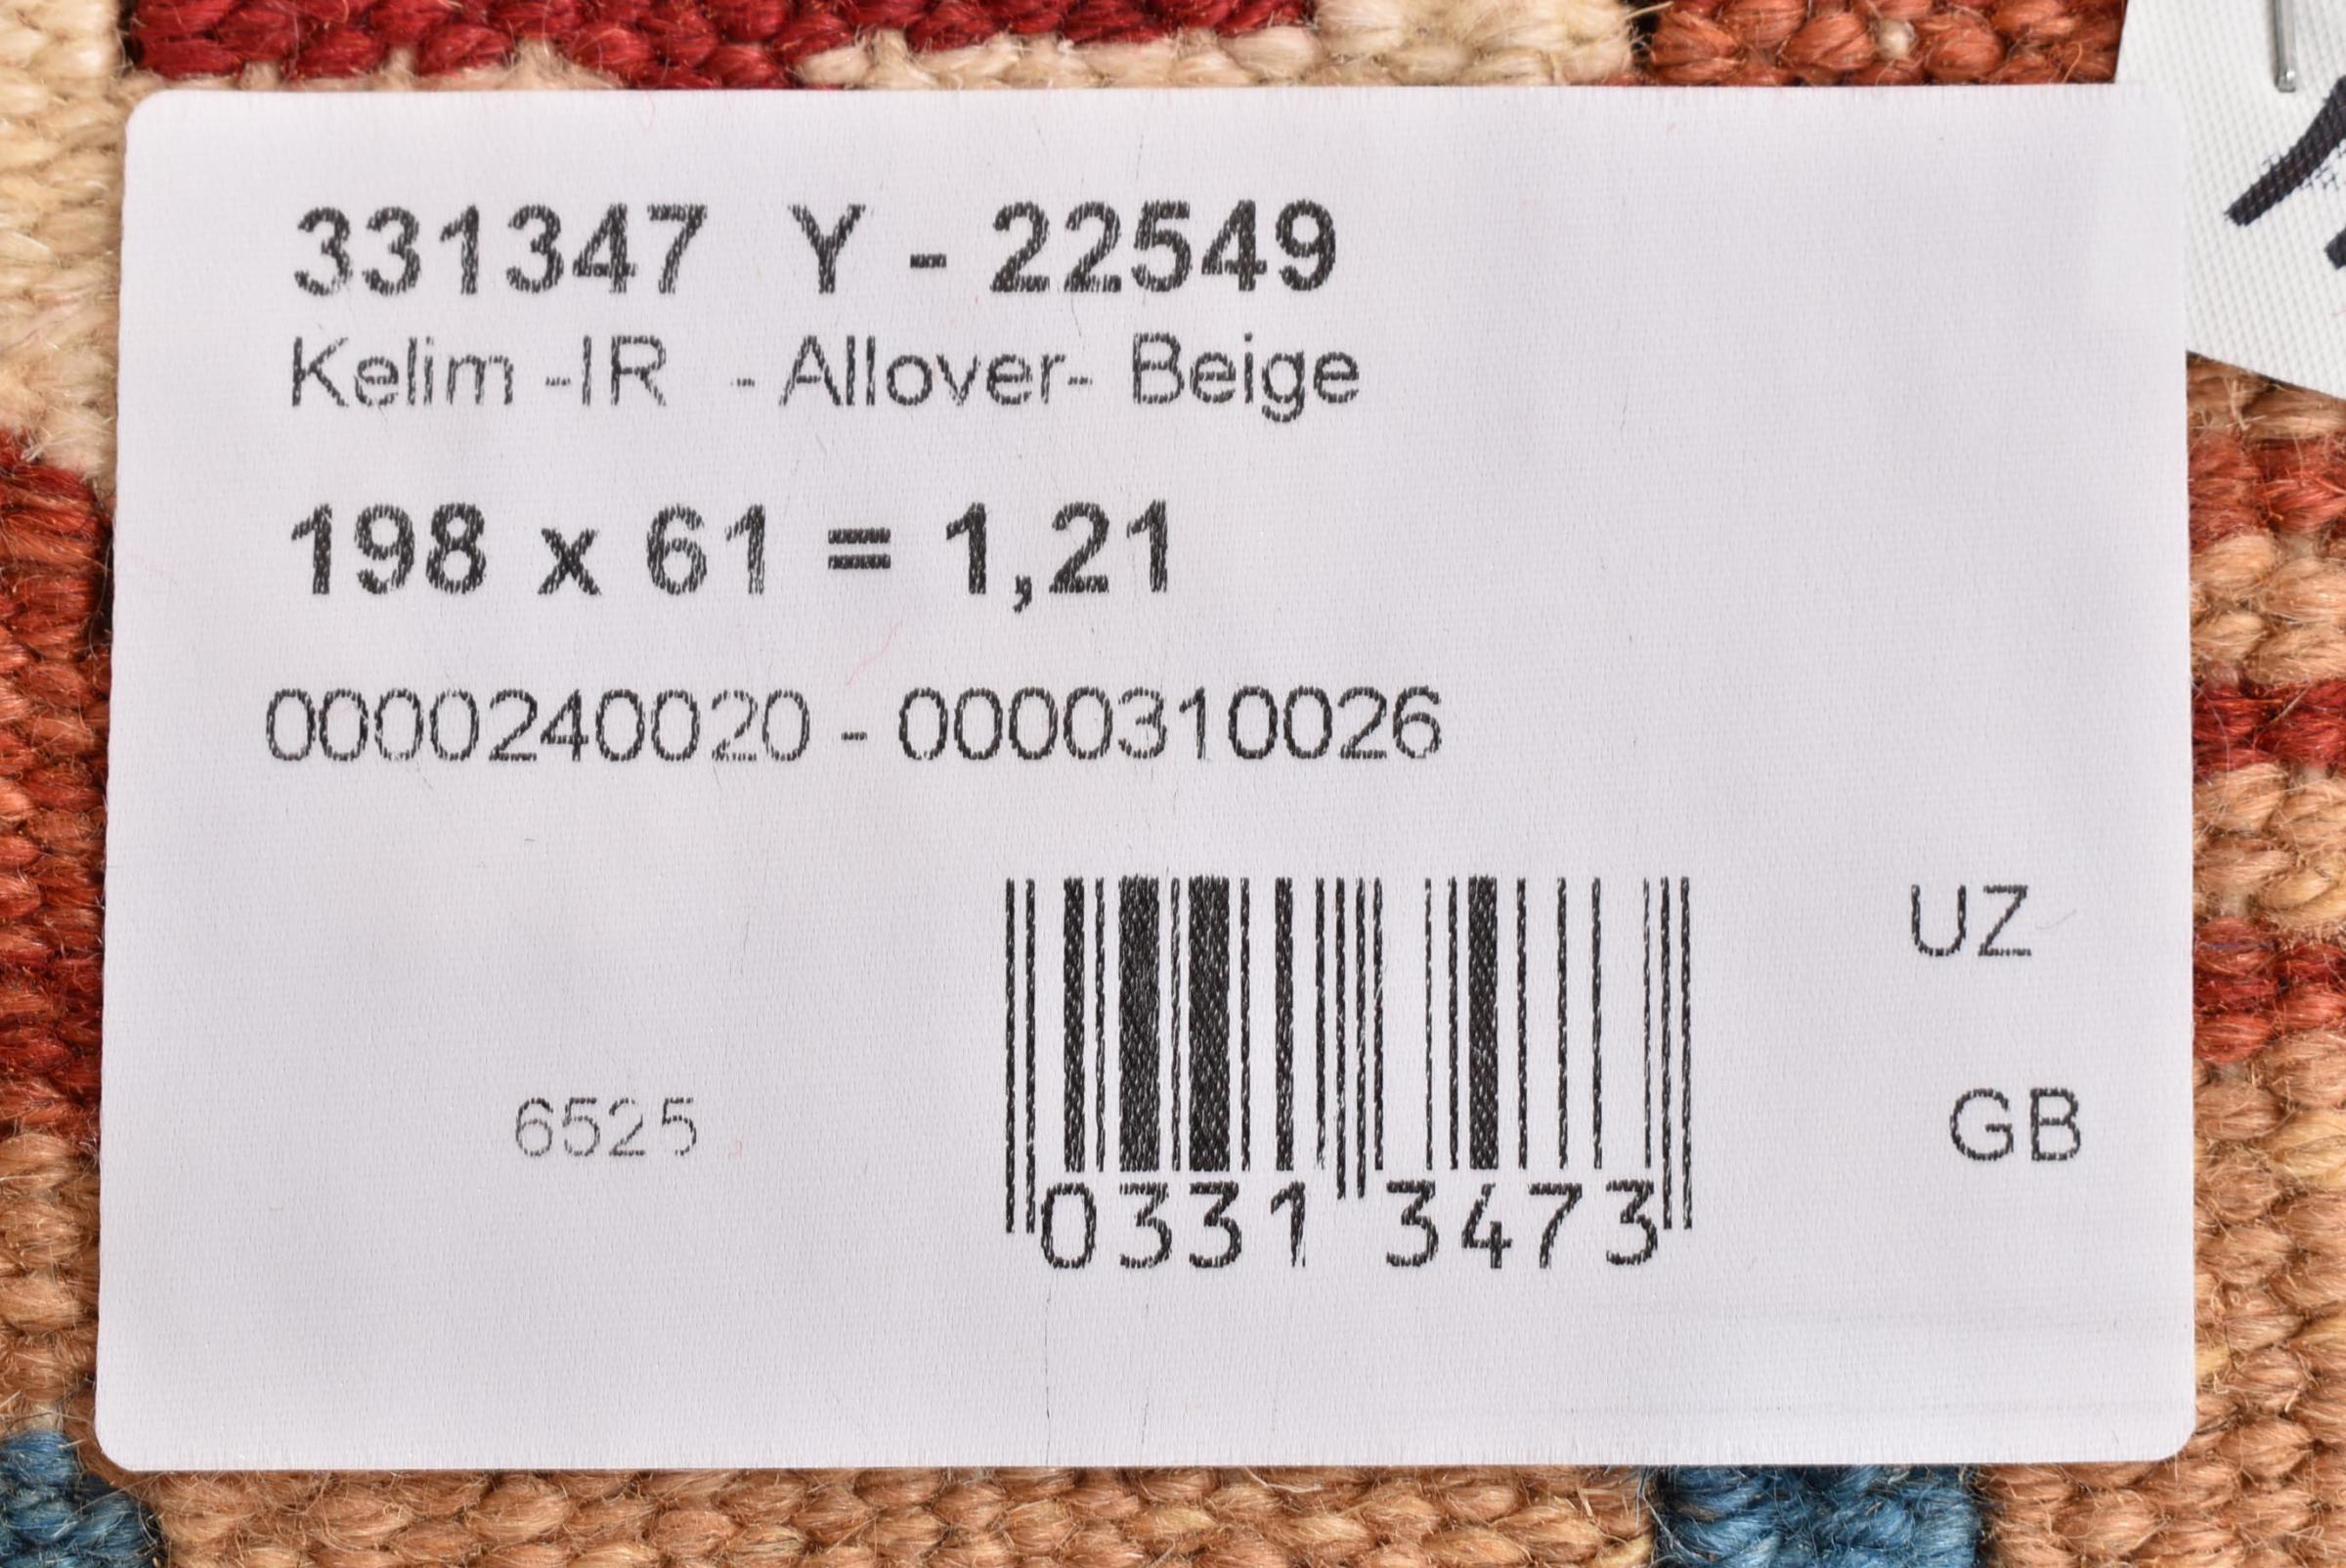 331347 Y - 22549
Kelim -IR - Allover- Beige
198 x 61 = 1,21
0000240020 - 0000310026
UZ
6525
GB
0331 3473